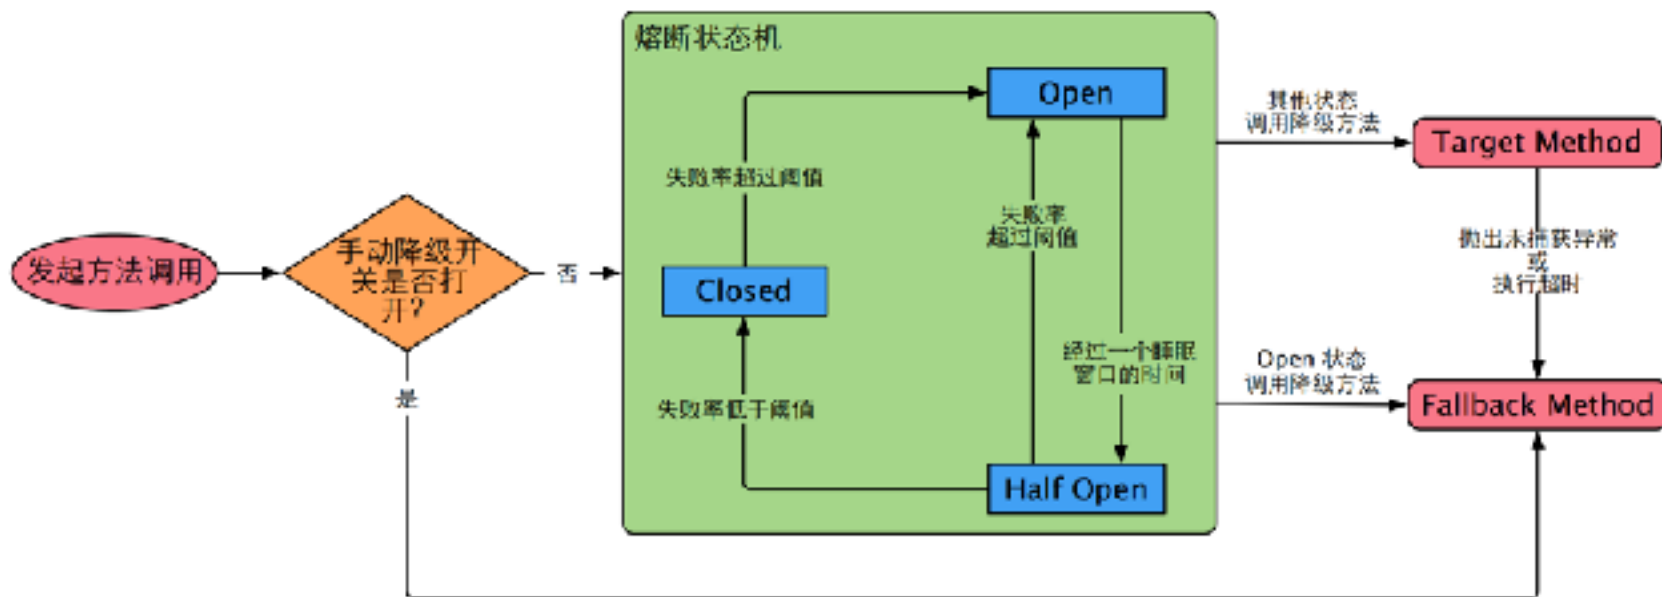 熔断状态机
Open
其他状态
调用降级方法
Target Method
失败率超过阈值
失败率
超过阈值
抛出未捕获异常
或
执行超时
发起方法调用
手动降级开
关是否打
开?
否
Closed
经过一个睡眠
窗口的时间
Open 状态
调用降级方法
是
失败率低于阈值
Fallback Method
Half Open